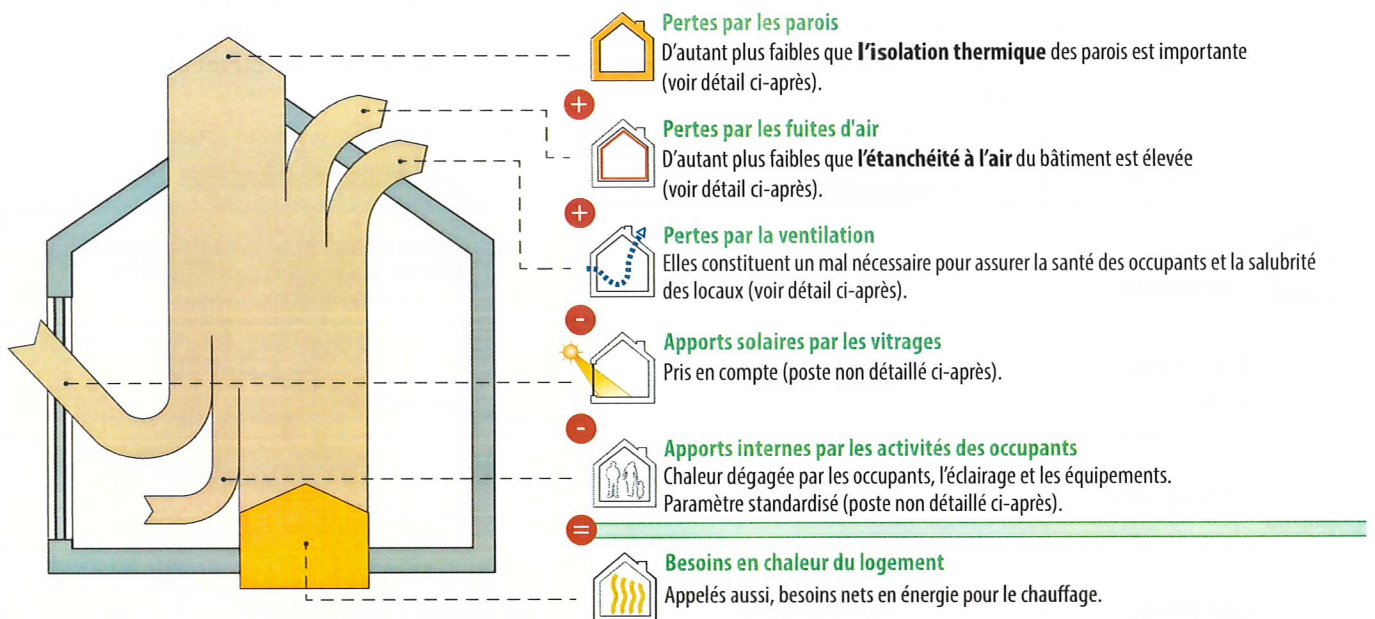 Pertes par les parois
D'autant plus faibles que l'isolation thermique des parois est importante
(voir détail ci-après).
+
Pertes par les fuites d'air
D'autant plus faibles que l'étanchéité à l'air du bâtiment est élevée
(voir détail ci-après).
+
Pertes par la ventilation
Elles constituent un mal nécessaire pour assurer la santé des occupants et la salubrité
des locaux (voir détail ci-après).
-
Apports solaires par les vitrages
Pris en compte (poste non détaillé ci-après).
-
Apports internes par les activités des occupants
Chaleur dégagée par les occupants, l'éclairage et les équipements.
Paramètre standardisé (poste non détaillé ci-après).
=
Besoins en chaleur du logement
Appelés aussi, besoins nets en énergie pour le chauffage.